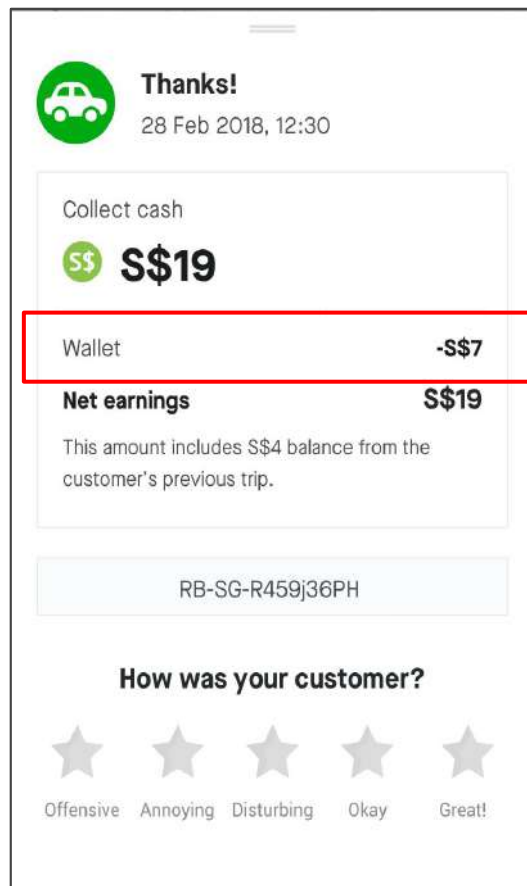 Thanks!
28 Feb 2018, 12:30
Collect cash
S$ S$19
Wallet -S$7
Net earnings S$19
This amount includes S$4 balance from the
customer's previous trip.
RB-SG-R459j36PH
How was your customer?
Offensive Annoying Disturbing Okay Great!